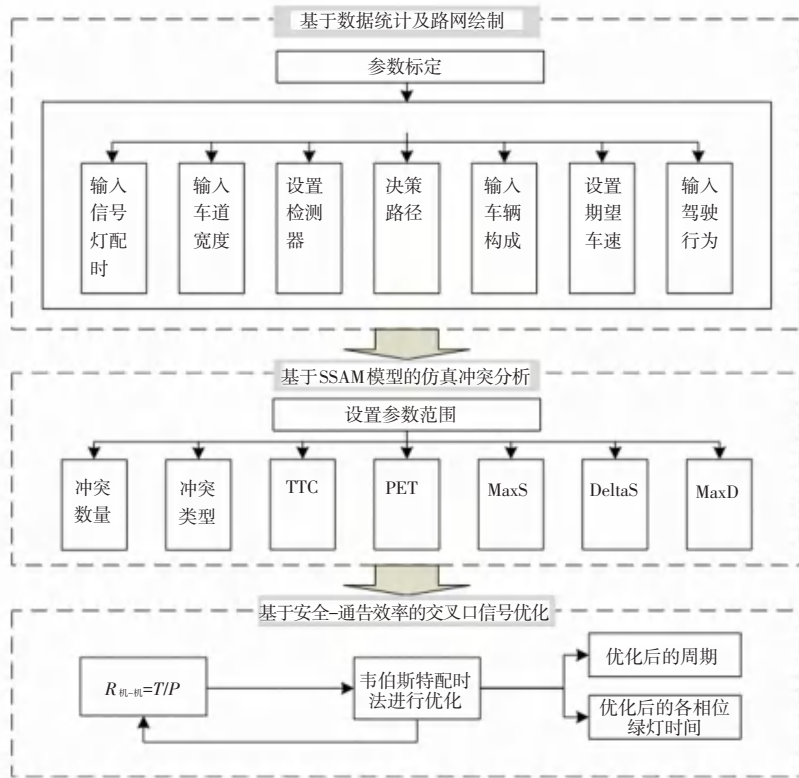 基于数据统计及路网绘制
参数标定
输入
信号
灯配
时
输入
车道
宽度
设置
检测
器
决策
路径
输入
车辆
构成
设置
期望
车速
输入
驾驶
行为
基于SSAM模型的仿真冲突分析
设置参数范围
冲突
数量
冲突
类型
TTC
PET
MaxS
DeltaS
MaxD
基于安全–通告效率的交叉口信号优化
R机–机=T/P
韦伯斯特配时
法进行优化
优化后的周期
优化后的各相位
绿灯时间